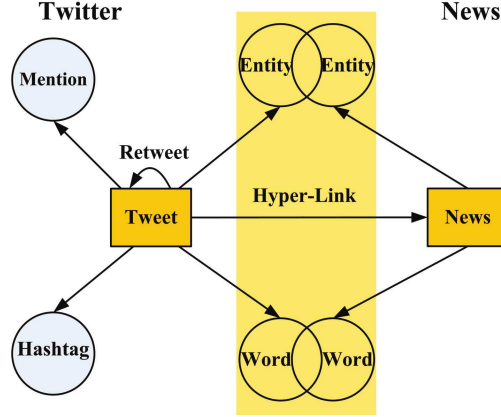 Twitter
News
Mention
Entity
Entity
Retweet
Hyper-Link
Tweet
News
Hashtag
Word
Word